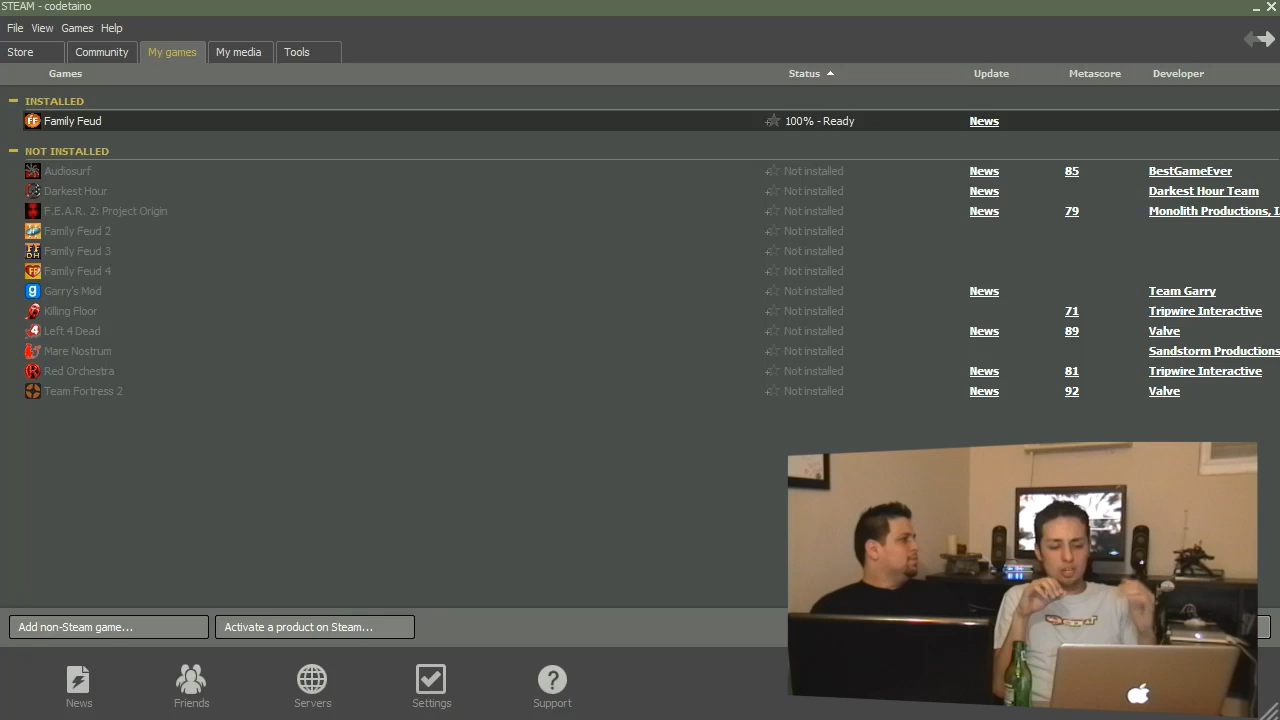 STEAM - codetaino
File View Games Help
Store Community My games My media Tools
Games Status Update Metascore Developer
INSTALLED
Family Feud 100% - Ready News
NOT INSTALLED
Audiosurf Not installed News 85 BestGameEver
Darkest Hour Not installed News Darkest Hour Team
F.E.A.R. 2: Project Origin Not installed News 79 Monolith Productions, I
Family Feud 2 Not installed
Family Feud 3 Not installed
Family Feud 4 Not installed
Garry's Mod Not installed News Team Garry
Killing Floor Not installed 71 Tripwire Interactive
Left 4 Dead Not installed News 89 Valve
Mare Nostrum Not installed Sandstorm Productions
Red Orchestra Not installed News 81 Tripwire Interactive
Team Fortress 2 Not installed News 92 Valve
Add non-Steam game... Activate a product on Steam...
News Friends Servers Settings Support